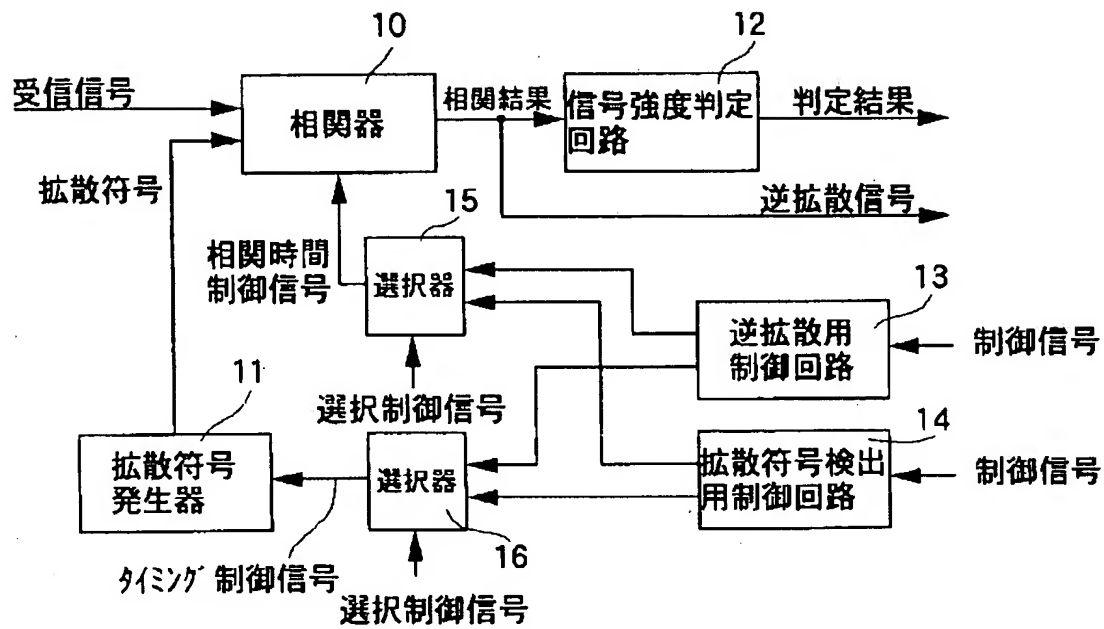 10
12
受信信号
相関器
相関結果
信号強度判定
回路
判定結果
拡散符号
逆拡散信号
15
相関時間
制御信号
選択器
13
逆拡散用
制御回路
制御信号
11
選択制御信号
14
拡散符号
発生器
選択器
拡散符号検出
用制御回路
制御信号
16
タイミング 制御信号
選択制御信号